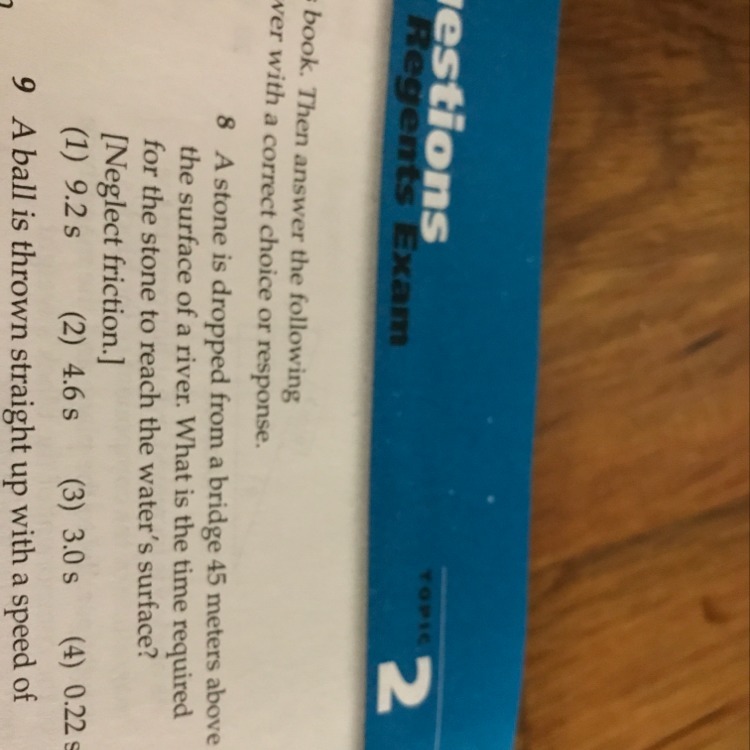 estions
Regents Exam
TOPIC 2
book. Then answer the following
wer with a correct choice or response.
8 A stone is dropped from a bridge 45 meters above
the surface of a river. What is the time required
for the stone to reach the water's surface?
[Neglect friction.]
(1) 9.2 s (2) 4.6 s (3) 3.0 s (4) 0.22 s
9 A ball is thrown straight up with a speed of